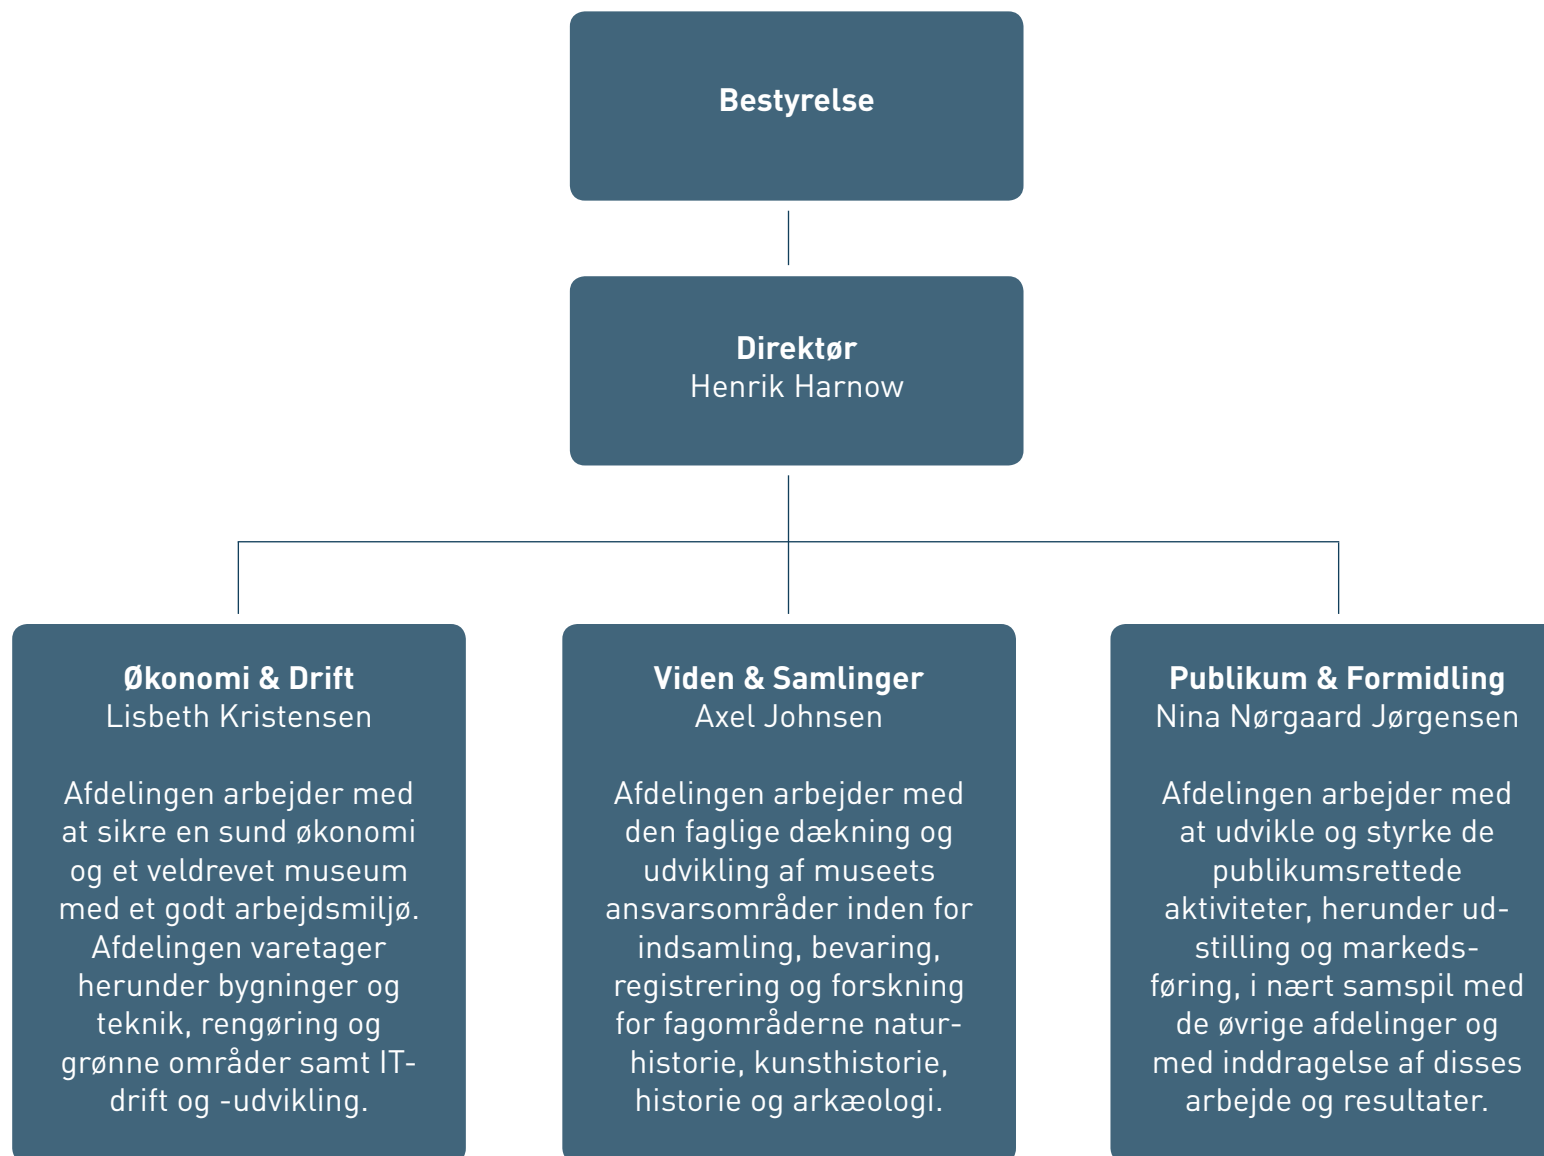 Bestyrelse
Direktør
Henrik Harnow
Økonomi & Drift
Lisbeth Kristensen
Afdelingen arbejder med
at sikre en sund økonomi
og et veldrevet museum
med et godt arbejdsmiljø.
Afdelingen varetager
herunder bygninger og
teknik, rengøring og
grønne områder samt IT-
drift og -udvikling.
Viden & Samlinger
Axel Johnsen
Afdelingen arbejder med
den faglige dækning og
udvikling af museets
ansvarsområder inden for
indsamling, bevaring,
registrering og forskning
for fagområderne natur-
historie, kunsthistorie,
historie og arkæologi.
Publikum & Formidling
Nina Nørgaard Jørgensen
Afdelingen arbejder med
at udvikle og styrke de
publikumsrettede
aktiviteter, herunder ud-
stilling og markeds-
føring, i nært samspil med
de øvrige afdelinger og
med inddragelse af disses
arbejde og resultater.